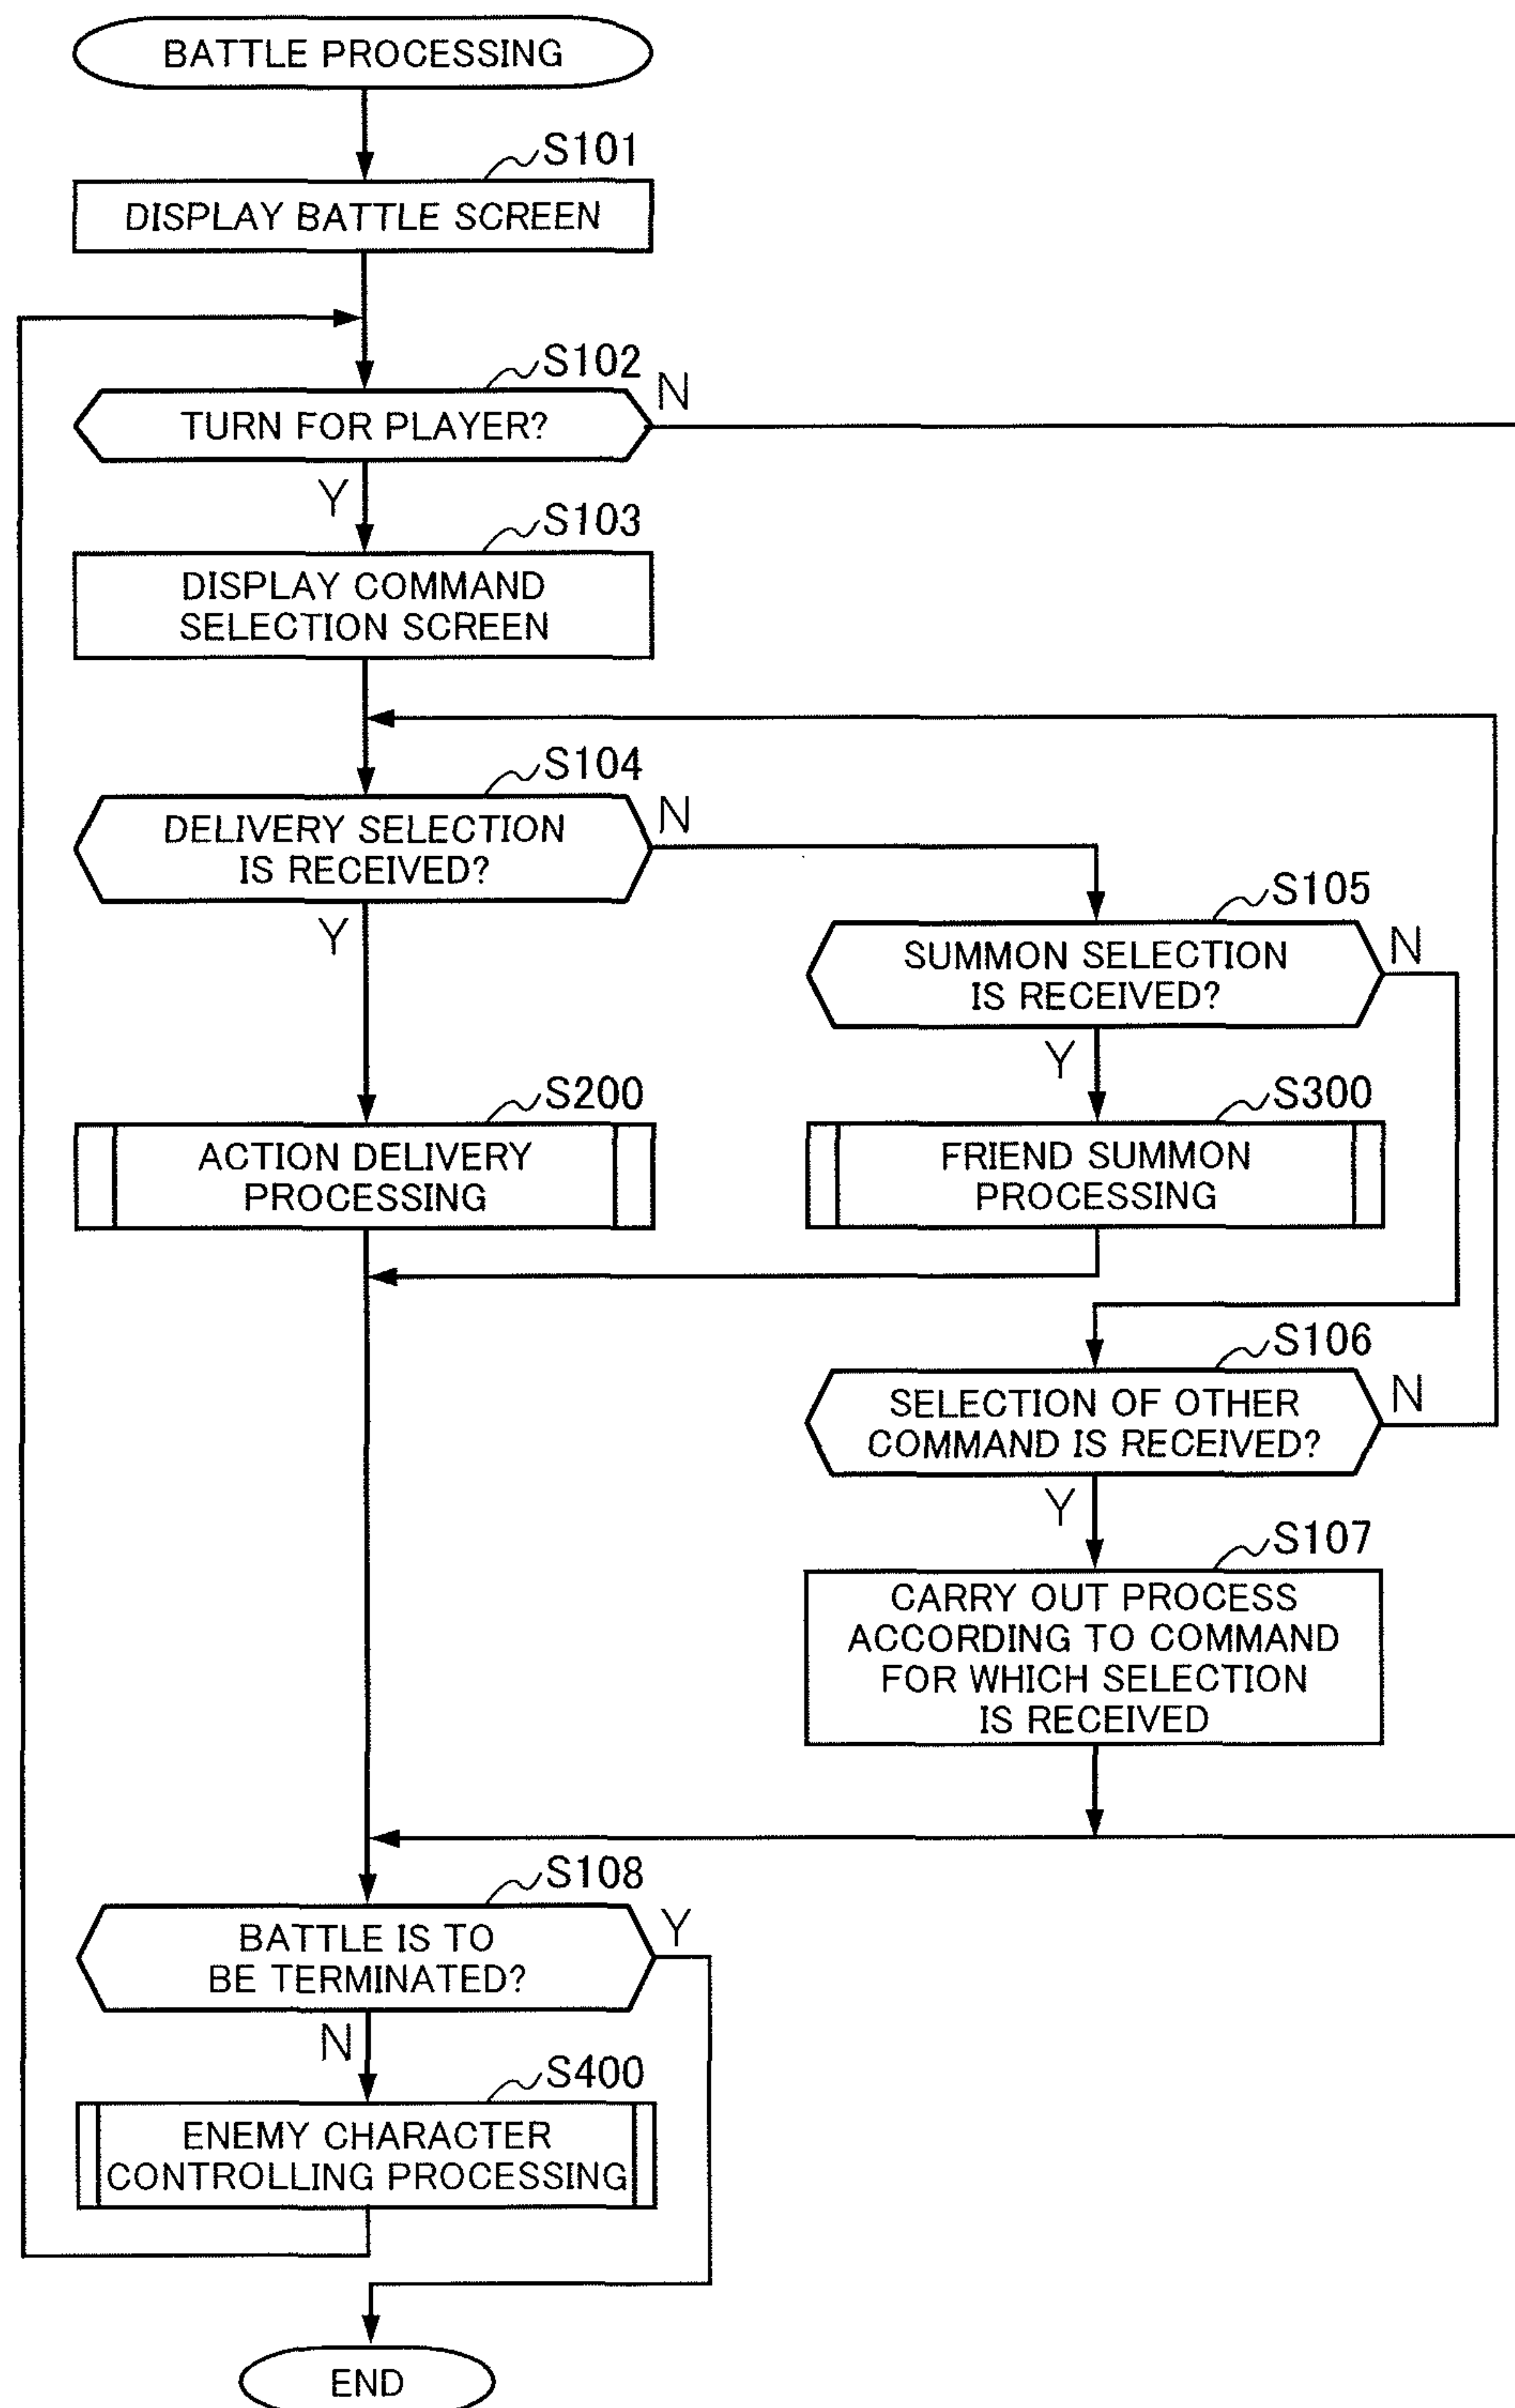 BATTLE PROCESSING
S101
DISPLAY BATTLE SCREEN
S102
TURN FOR PLAYER?
N
Y
S103
DISPLAY COMMAND
SELECTION SCREEN
S104
DELIVERY SELECTION
IS RECEIVED?
N
Y
S105
SUMMON SELECTION
IS RECEIVED?
N
Y
S200
ACTION DELIVERY
PROCESSING
S300
FRIEND SUMMON
PROCESSING
S106
SELECTION OF OTHER
COMMAND IS RECEIVED?
N
Y
S107
CARRY OUT PROCESS
ACCORDING TO COMMAND
FOR WHICH SELECTION
IS RECEIVED
S108
BATTLE IS TO
BE TERMINATED?
Y
N
S400
ENEMY CHARACTER
CONTROLLING PROCESSING
END